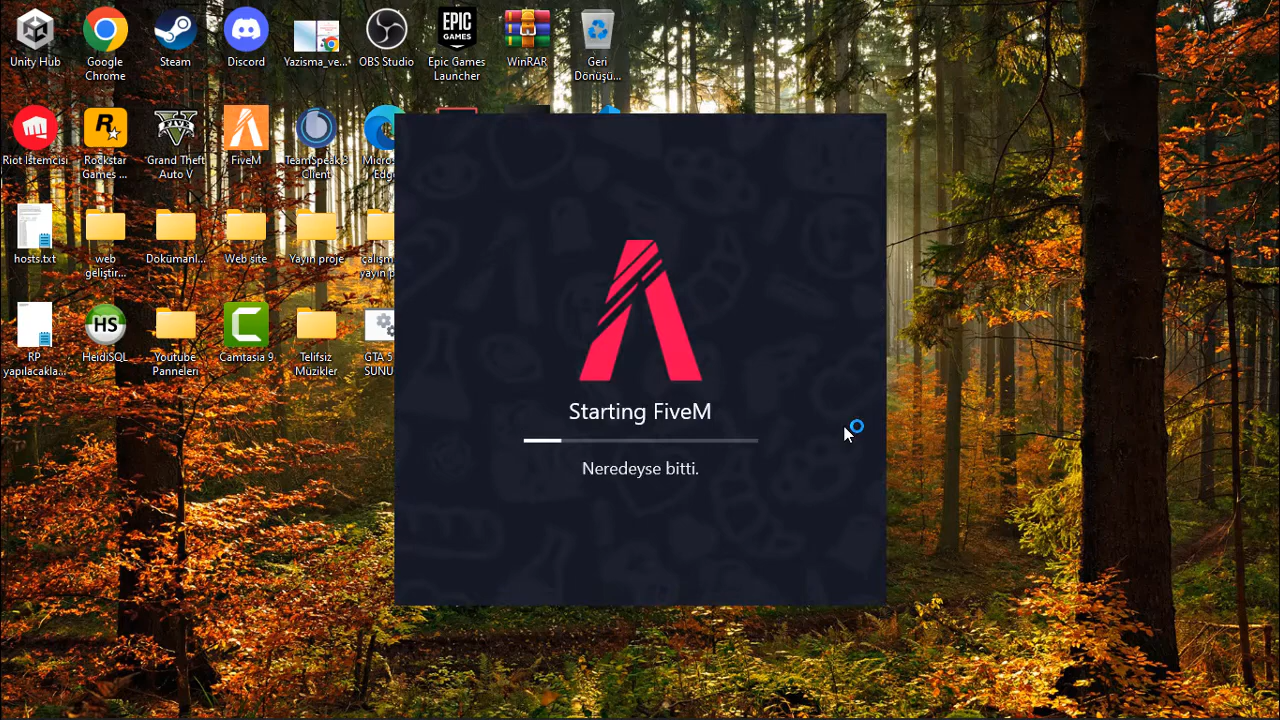 Unity Hub
Google
Chrome
Steam
Discord
Yazisma_ve...
OBS Studio
EPIC
GAMES
Epic Games
Launcher
WinRAR
Geri
Dönüşü...
Riot İstemcisi
R
Rockstar
Games ...
FIVE
Grand Theft
Auto V
FiveM
TeamSpeak 3
Client
Micro
Edg
hosts.txt
web
geliştir...
Dokümanl...
Web site
Yayın proje
çalışm
yayın p
RP
yapılacakla...
HS
HeidiSQL
Youtube
Panneleri
Camtasia 9
Telifsiz
Müzikler
GTA 5
SUNU
Starting FiveM
Neredeyse bitti.